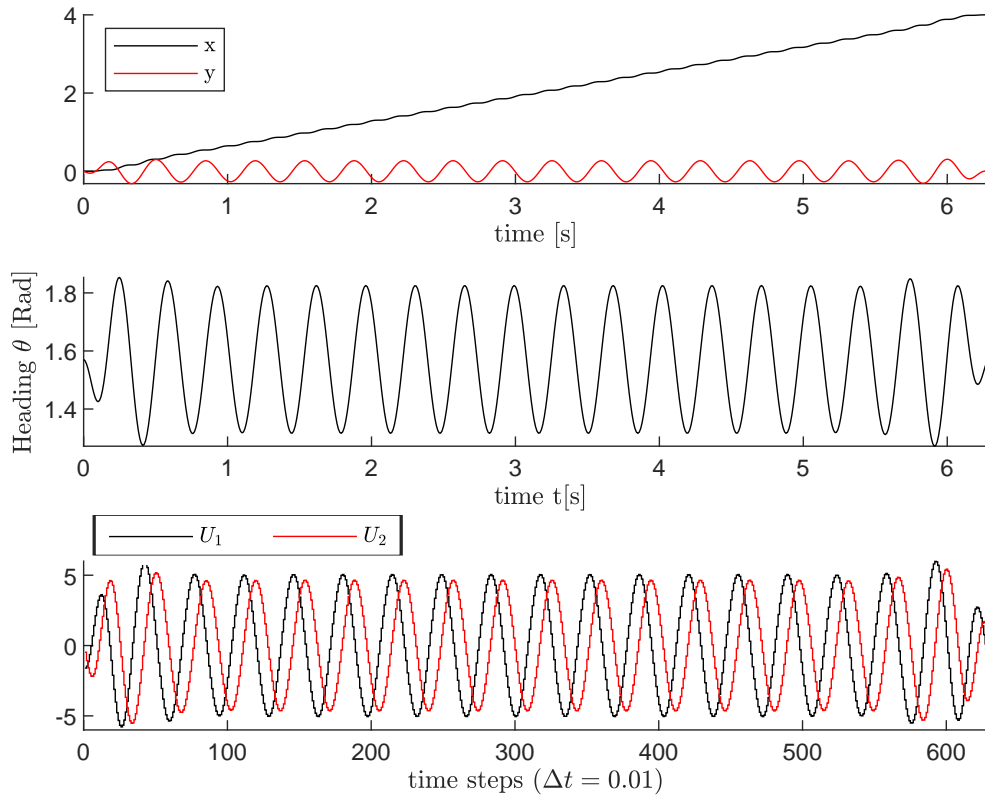 4
2
0
x
y
0 1 2 3 4 5 6
time [s]
Heading θ [Rad]
1.8
1.6
1.4
0 1 2 3 4 5 6
time t[s]
U₁ U₂
5
0
-5
0 100 200 300 400 500 600
time steps (Δt = 0.01)